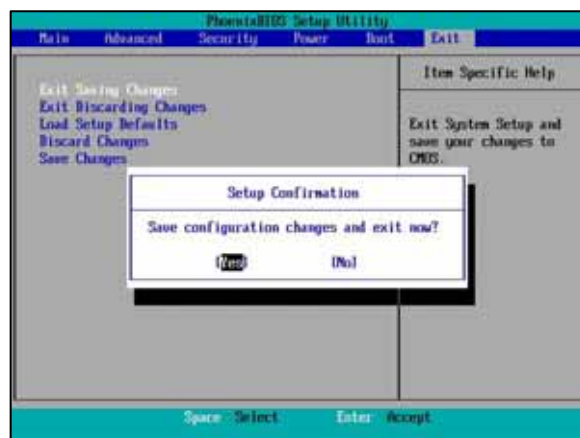 PhoenixBIOS Setup Utility
Main Advanced Security Power Boot Exit
Item Specific Help
Exit Saving Changes
Exit Discarding Changes
Load Setup Defaults
Discard Changes
Save Changes
Exit System Setup and
save your changes to
CMOS.
Setup Confirmation
Save configuration changes and exit now?
[Yes] [No]
Space Select Enter Accept